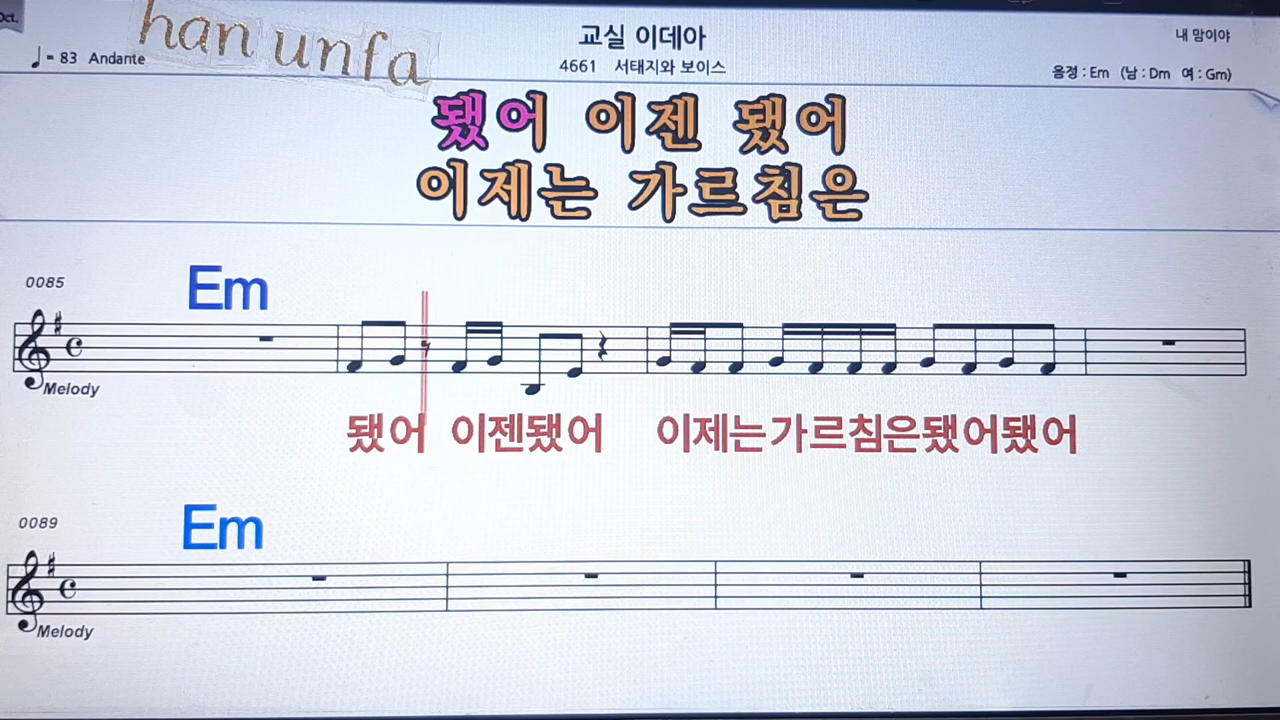 Oct.
han unfa
♩= 83 Andante
교실 이데아
4661 서태지와 보이스
내 맘이야
음정 : Em (남 : Dm 여 : Gm)
됐어 이젠 됐어
이제는 가르침은
0085
Em
Melody
됐어 이젠됐어 이제는가르침은됐어됐어
0089
Em
Melody